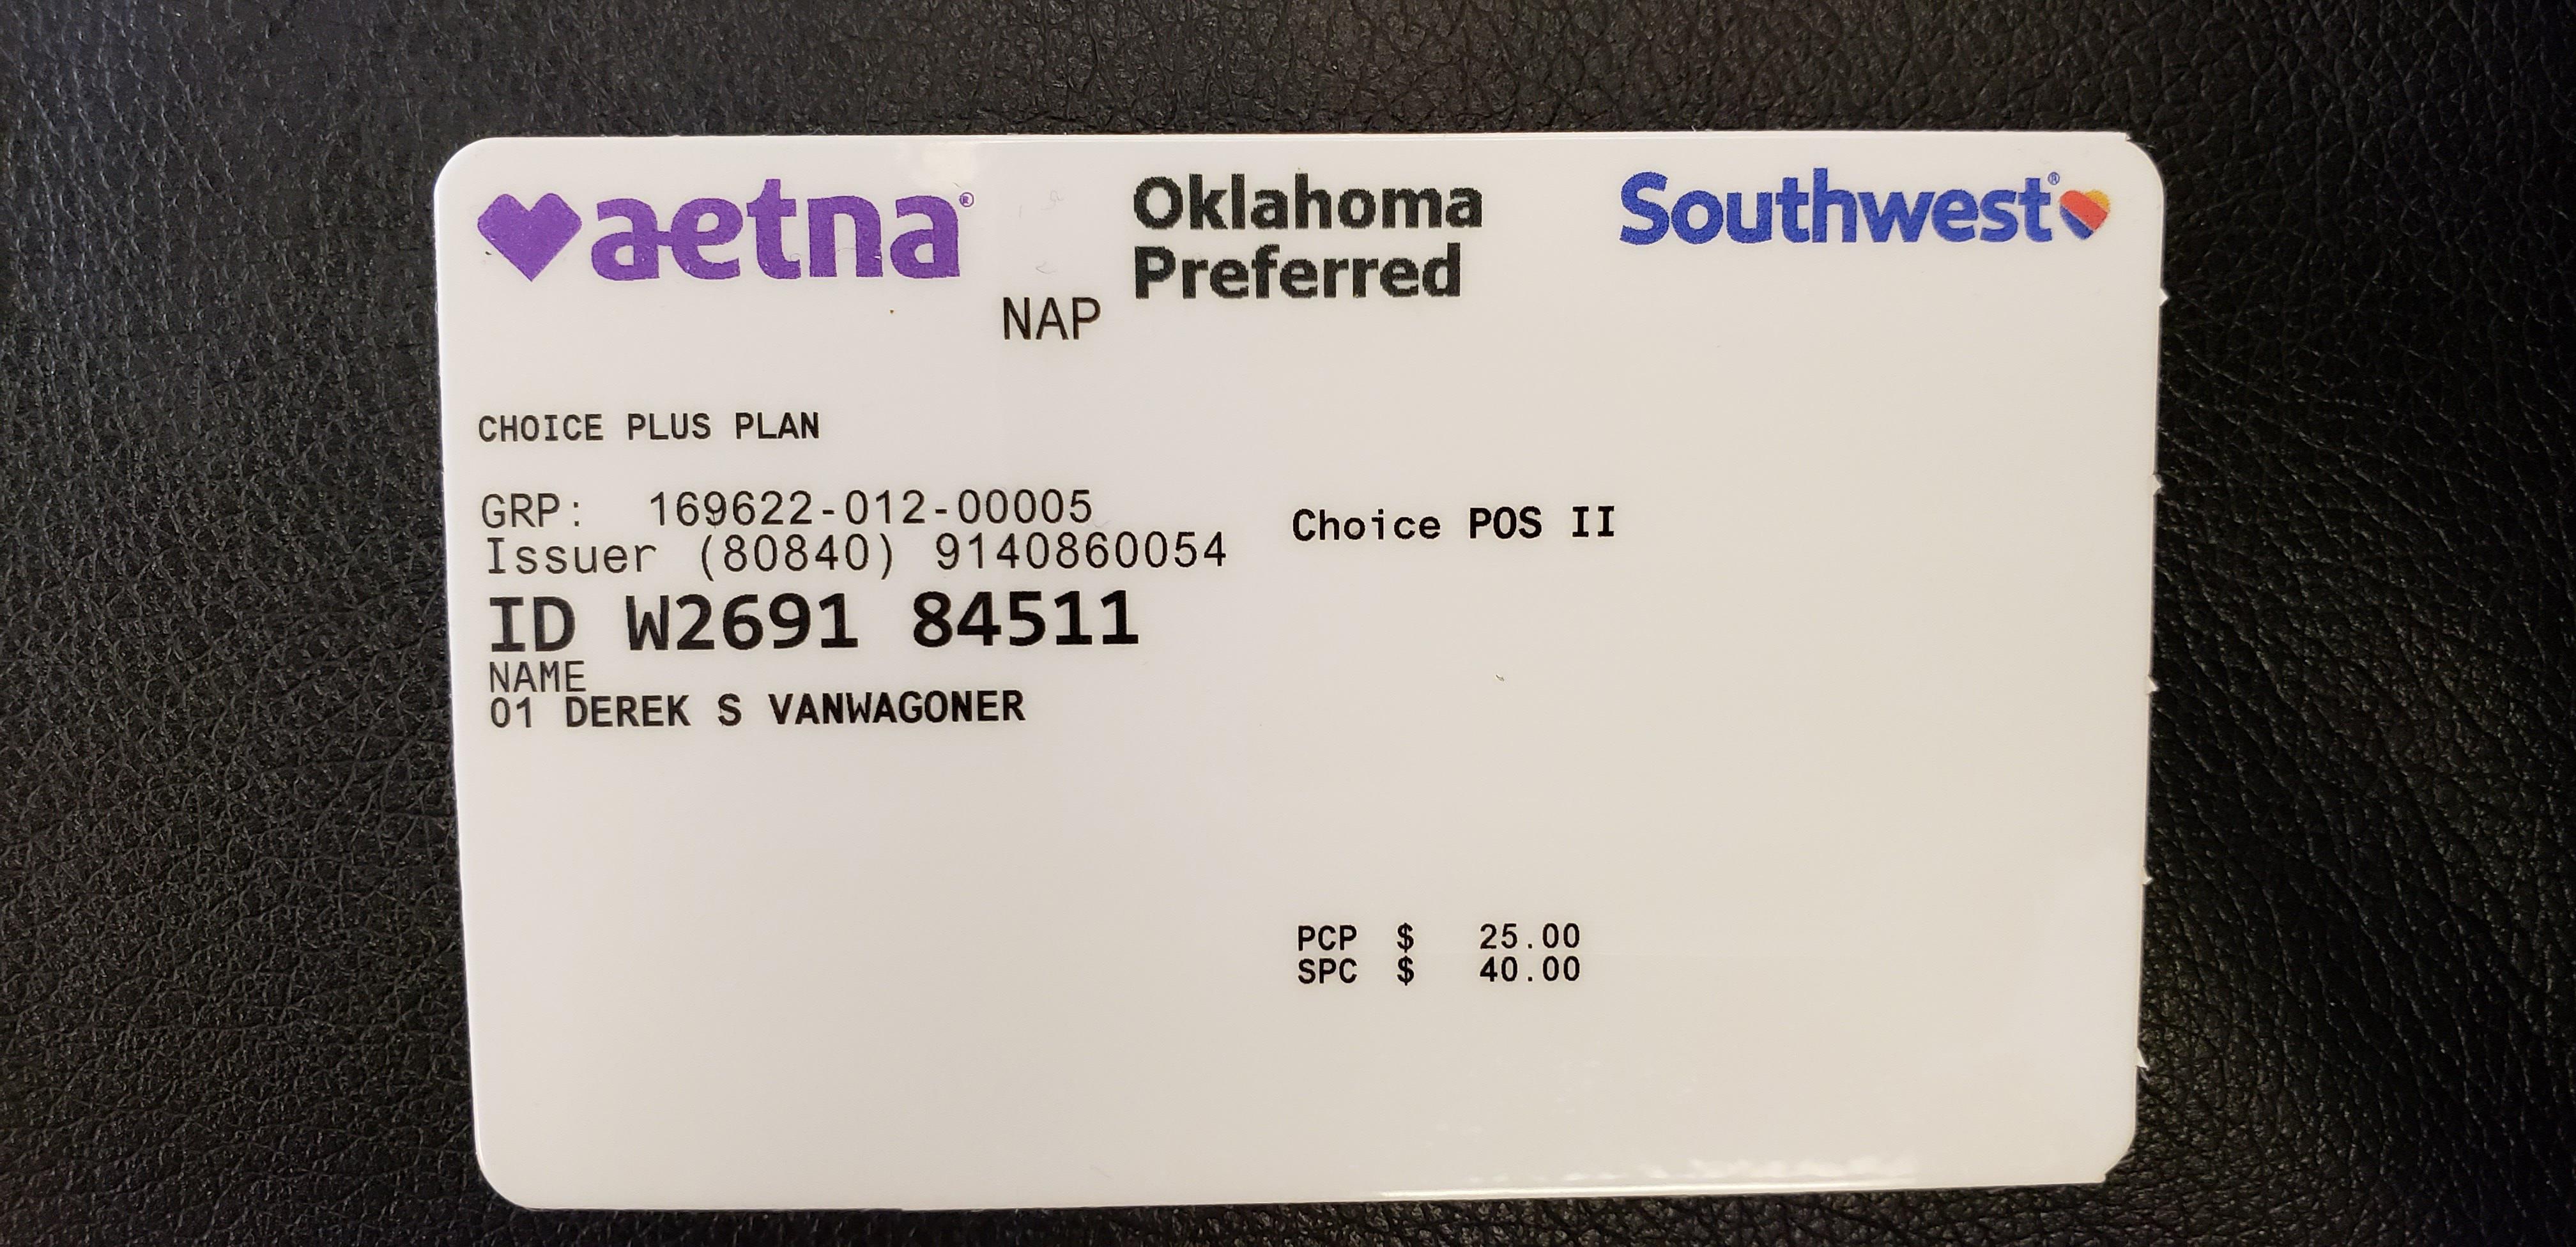 aetna®
Oklahoma
Preferred
Southwest®
NAP
CHOICE PLUS PLAN
GRP: 169622-012-00005
Issuer (80840) 9140860054
Choice POS II
ID W2691 84511
NAME
01 DEREK S VANWAGONER
PCP $ 25.00
SPC $ 40.00